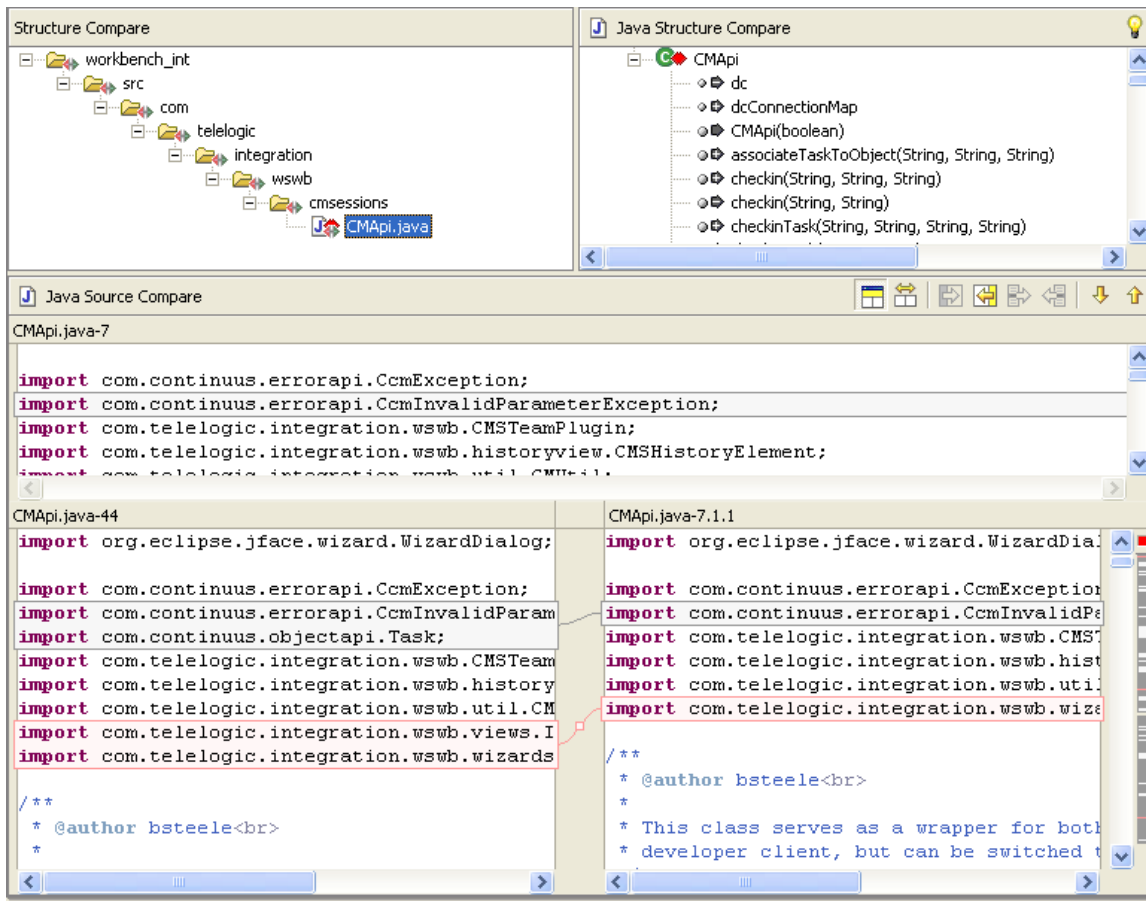 Structure Compare
workbench_int
src
com
telelogic
integration
wswb
cmsessions
CMApi.java
Java Structure Compare
CMApi
dc
dcConnectionMap
CMApi(boolean)
associateTaskToObject(String, String, String)
checkin(String, String, String)
checkin(String, String)
checkinTask(String, String, String, String)
Java Source Compare
CMApi.java-7
import com.continuus.errorapi.CcmException;
import com.continuus.errorapi.CcmInvalidParameterException;
import com.telelogic.integration.wswb.CMSTeamPlugin;
import com.telelogic.integration.wswb.historyview.CMSHistoryElement;
import com.telelogic.integration.wswb.util.CMUtil;
CMApi.java-44
import org.eclipse.jface.wizard.WizardDialog;
import com.continuus.errorapi.CcmException;
import com.continuus.errorapi.CcmInvalidParam
import com.continuus.objectapi.Task;
import com.telelogic.integration.wswb.CMSTeam
import com.telelogic.integration.wswb.history
import com.telelogic.integration.wswb.util.CM
import com.telelogic.integration.wswb.views.I
import com.telelogic.integration.wswb.wizards
/**
* @author bsteele<br>
*
CMApi.java-7.1.1
import org.eclipse.jface.wizard.WizardDial
import com.continuus.errorapi.CcmException
import com.continuus.errorapi.CcmInvalidPa
import com.telelogic.integration.wswb.CMST
import com.telelogic.integration.wswb.hist
import com.telelogic.integration.wswb.util
import com.telelogic.integration.wswb.wiza
/**
* @author bsteele<br>
*
* This class serves as a wrapper for both
* developer client, but can be switched t